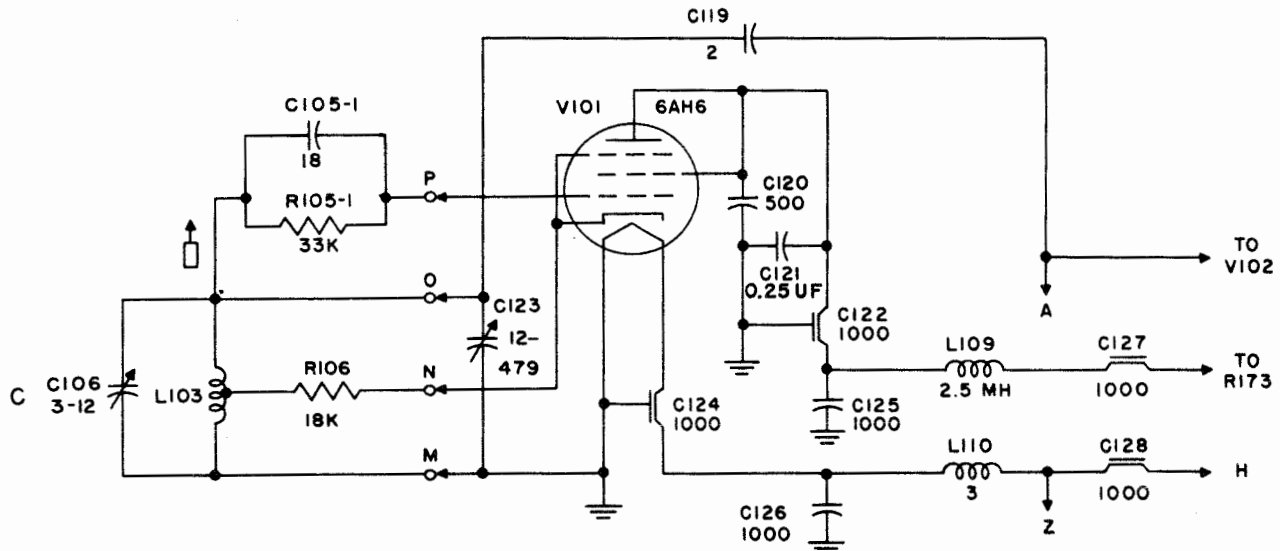 C119
2
C105-1
18
R105-1
33K
P
V101
6AH6
C120
500
C121
0.25UF
TO
V102
A
O
C123
12-
479
C122
1000
C
C106
3-12
L103
R106
18K
N
L109
2.5 MH
C127
1000
TO
R173
C124
1000
C125
1000
M
L110
3
C128
1000
H
Z
C126
1000